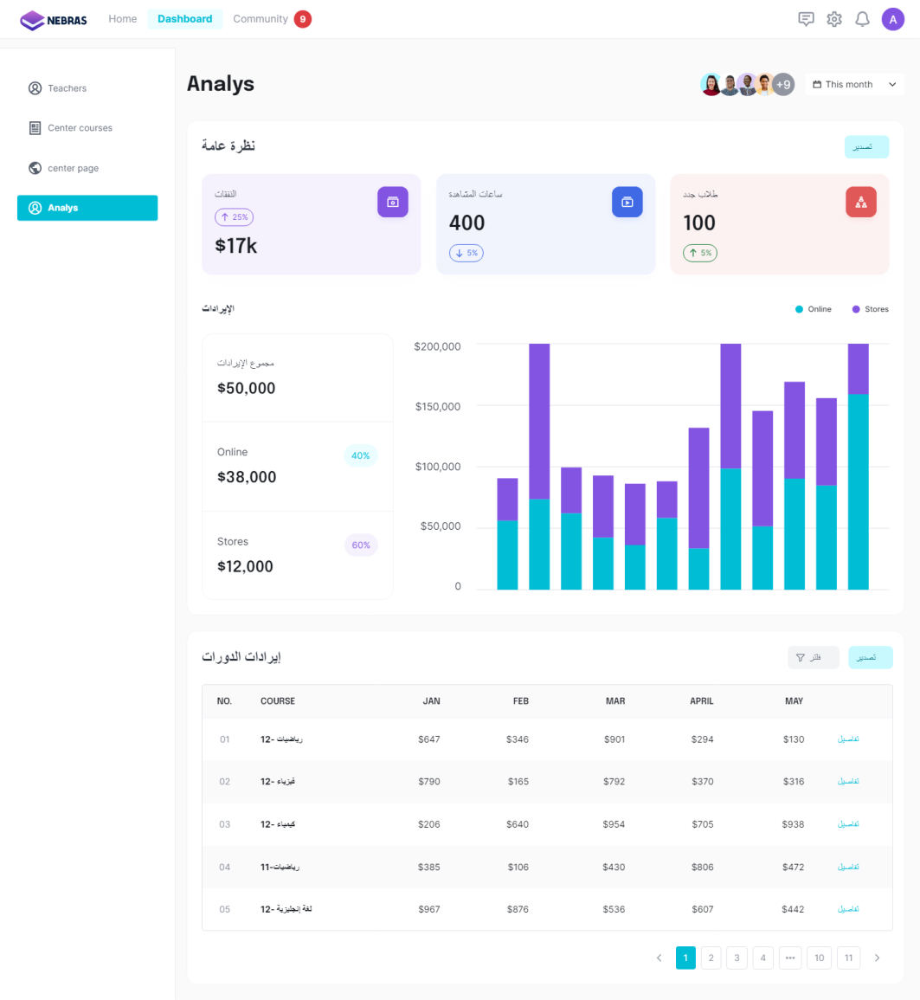 NEBRAS
Home
Dashboard
Community
9
A
Teachers
Center courses
center page
Analys
Analys
+9
This month
نظرة عامة
تصدير
النفقات
25%
$17k
ساعات المشاهدة
400
5%
طلاب جدد
100
5%
الإيرادات
Online
Stores
مجموع الإيرادات
$50,000
Online
40%
$38,000
Stores
60%
$12,000
$200,000
$150,000
$100,000
$50,000
0
إيرادات الدورات
فلتر
تصدير
NO. COURSE JAN FEB MAR APRIL MAY
01 رياضيات -12 $647 $346 $901 $294 $130 تفاصيل
02 فيزياء -12 $790 $165 $792 $370 $316 تفاصيل
03 كيمياء -12 $206 $640 $954 $705 $938 تفاصيل
04 رياضيات-11 $385 $106 $430 $806 $472 تفاصيل
05 لغة إنجليزية -12 $967 $876 $536 $607 $442 تفاصيل
1 2 3 4 ••• 10 11